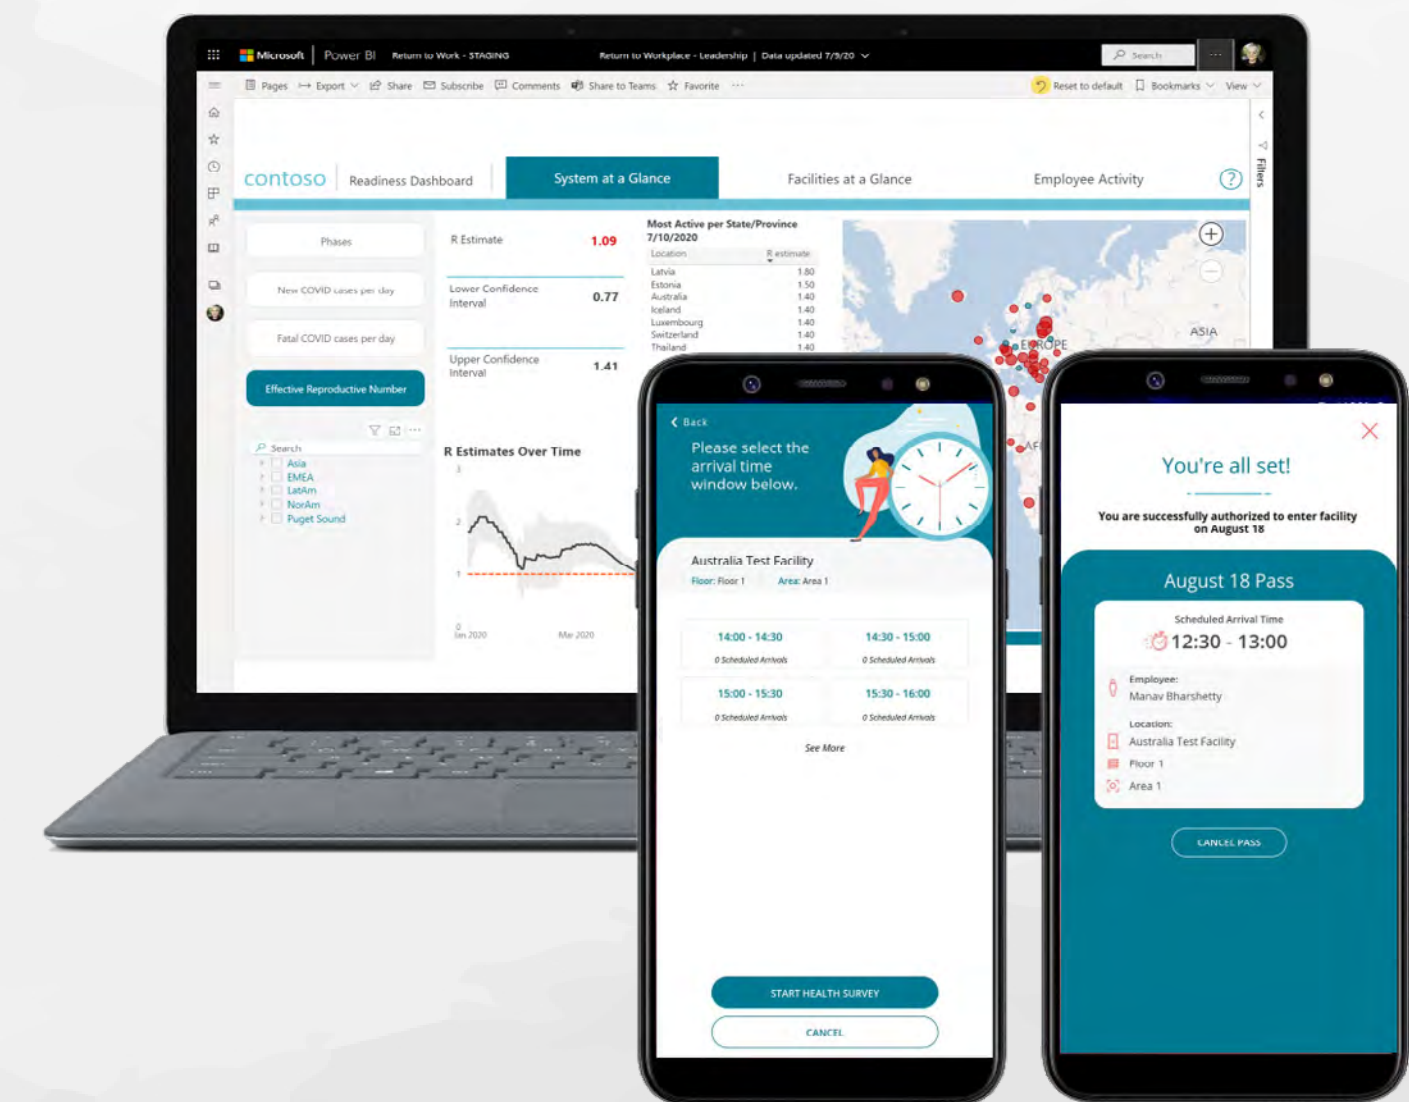 Microsoft Power BI Return to Work - STAGING Return to Workplace - Leadership | Data updated 7/9/20 Search
Pages Export Share Subscribe Comments Share to Teams Favorite ... Reset to default Bookmarks View
Filters
contoso Readiness Dashboard System at a Glance Facilities at a Glance Employee Activity ?
Phases
New COVID cases per day
Fatal COVID cases per day
Effective Reproductive Number
Search
Asia
EMEA
LatAm
NorAm
Puget Sound
R Estimate 1.09
Lower Confidence
Interval 0.77
Upper Confidence
Interval 1.41
Most Active per State/Province
7/10/2020
Location R estimate
Latvia 1.80
Estonia 1.50
Australia 1.40
Iceland 1.40
Luxembourg 1.40
Switzerland 1.40
Thailand 1.40
EUROPE
ASIA
R Estimates Over Time
3
2
1
0
Jan 2020 Mar 2020
Back
Please select the
arrival time
window below.
Australia Test Facility
Floor: Floor 1 Area: Area 1
14:00 - 14:30 14:30 - 15:00
0 Scheduled Arrivals 0 Scheduled Arrivals
15:00 - 15:30 15:30 - 16:00
0 Scheduled Arrivals 0 Scheduled Arrivals
See More
START HEALTH SURVEY
CANCEL
You're all set!
You are successfully authorized to enter facility
on August 18
August 18 Pass
Scheduled Arrival Time
12:30 - 13:00
Employee:
Manav Bharshetty
Location:
Australia Test Facility
Floor 1
Area 1
CANCEL PASS